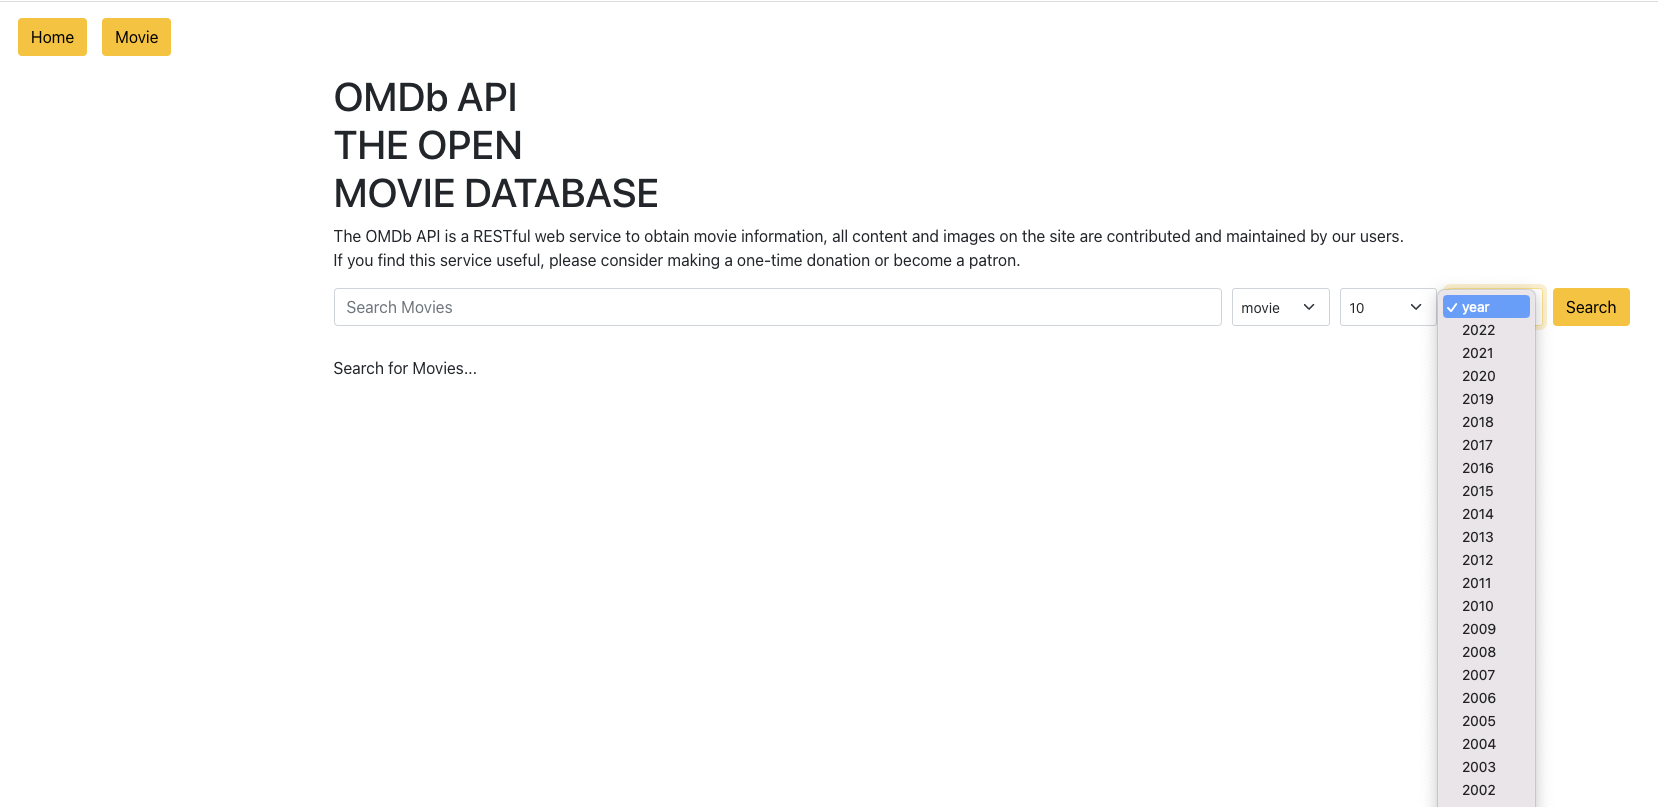 Home Movie
OMDb API
THE OPEN
MOVIE DATABASE
The OMDb API is a RESTful web service to obtain movie information, all content and images on the site are contributed and maintained by our users.
If you find this service useful, please consider making a one-time donation or become a patron.
Search Movies movie 10 year Search
Search for Movies...
2022
2021
2020
2019
2018
2017
2016
2015
2014
2013
2012
2011
2010
2009
2008
2007
2006
2005
2004
2003
2002